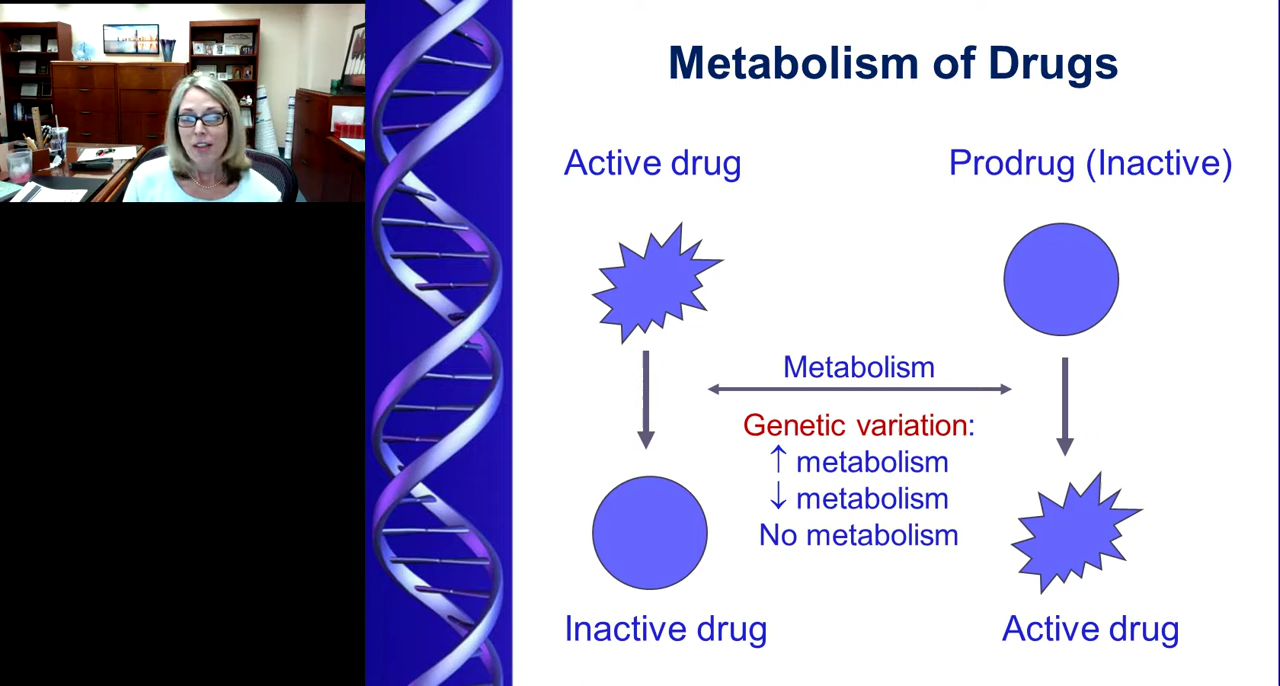 Metabolism of Drugs
Active drug
Prodrug (Inactive)
Metabolism
Genetic variation:
↑ metabolism
↓ metabolism
No metabolism
Inactive drug
Active drug